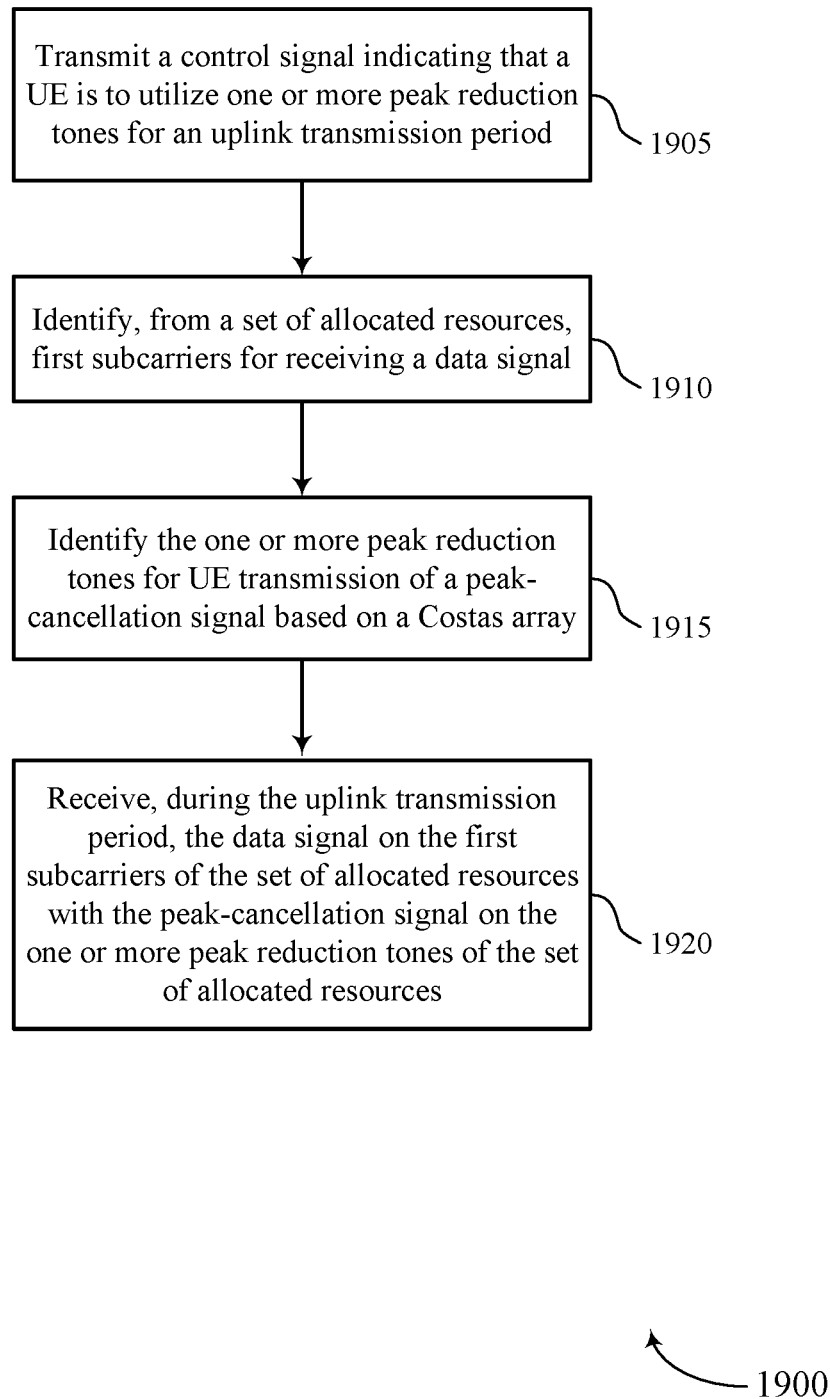 Transmit a control signal indicating that a
UE is to utilize one or more peak reduction
tones for an uplink transmission period
1905
Identify, from a set of allocated resources,
first subcarriers for receiving a data signal
1910
Identify the one or more peak reduction
tones for UE transmission of a peak-
cancellation signal based on a Costas array
1915
Receive, during the uplink transmission
period, the data signal on the first
subcarriers of the set of allocated resources
with the peak-cancellation signal on the
one or more peak reduction tones of the set
of allocated resources
1920
1900